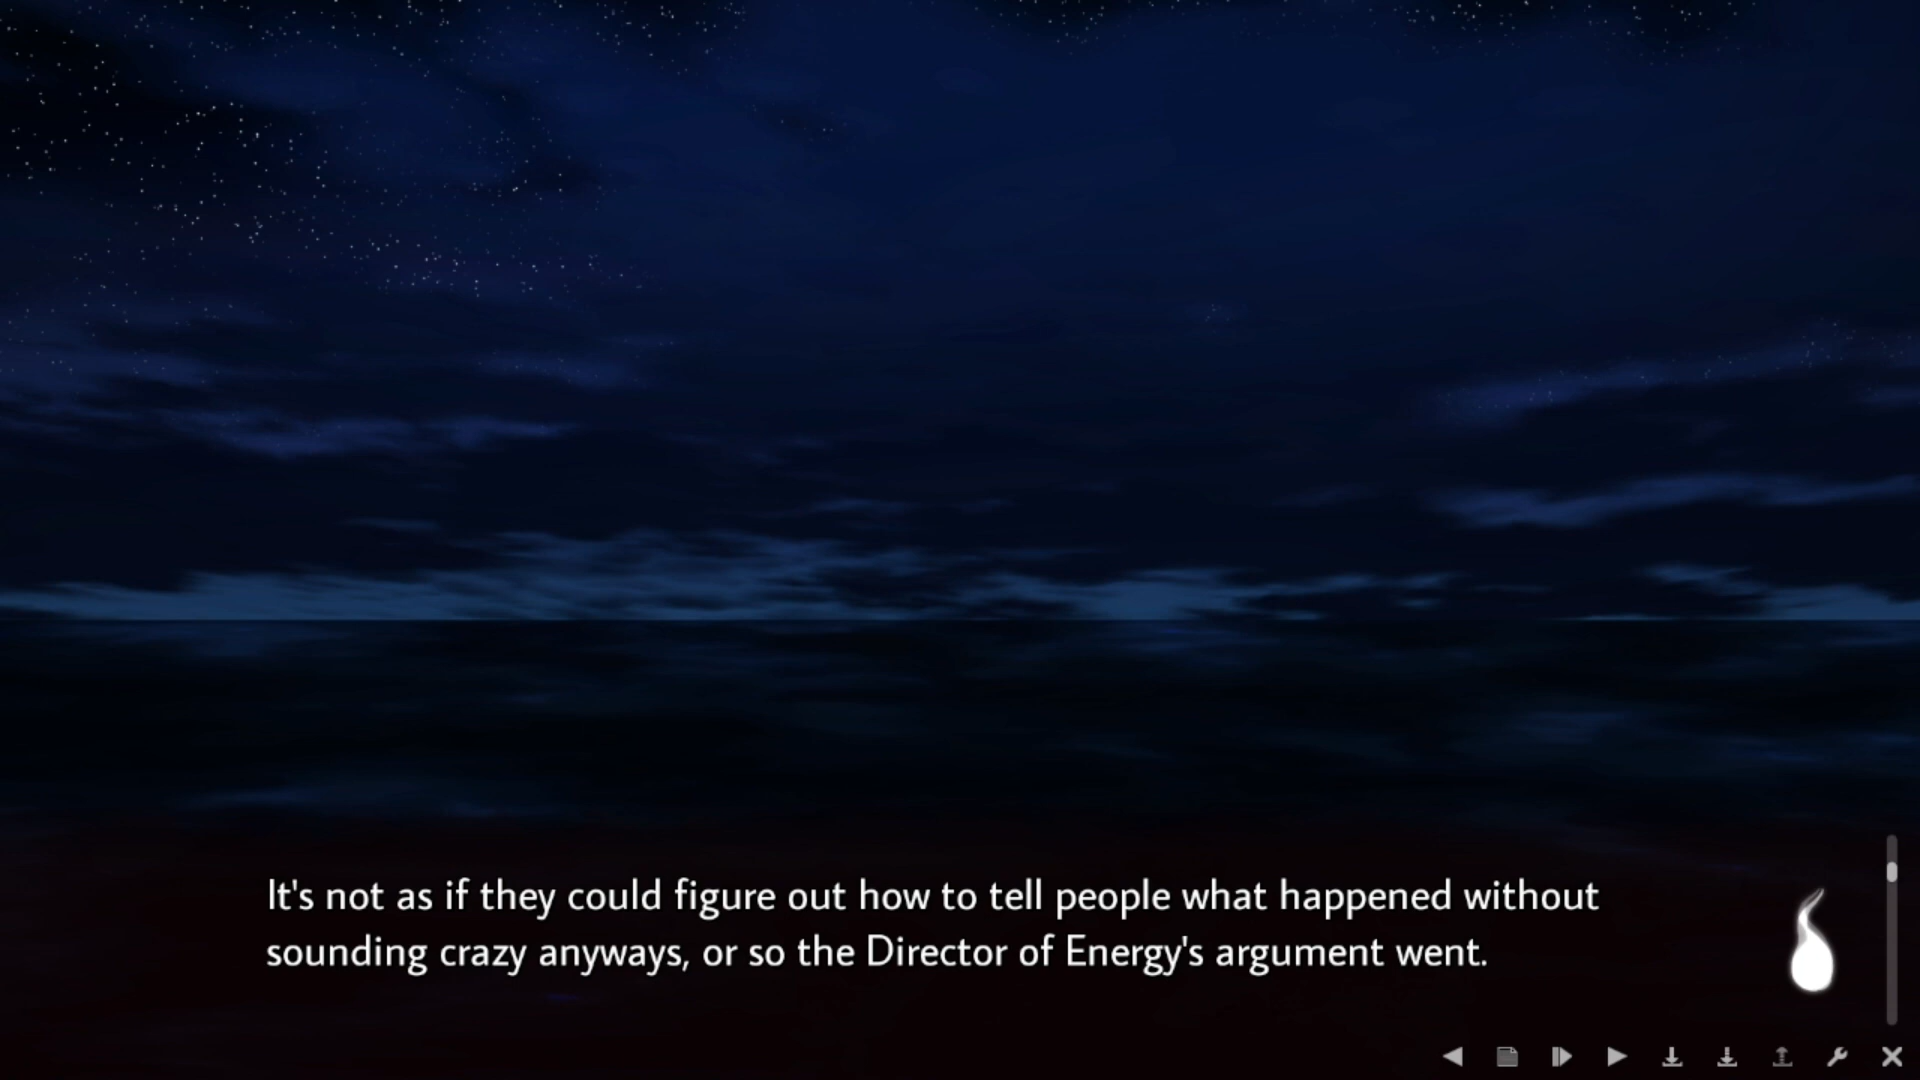 It's not as if they could figure out how to tell people what happened without
sounding crazy anyways, or so the Director of Energy's argument went.